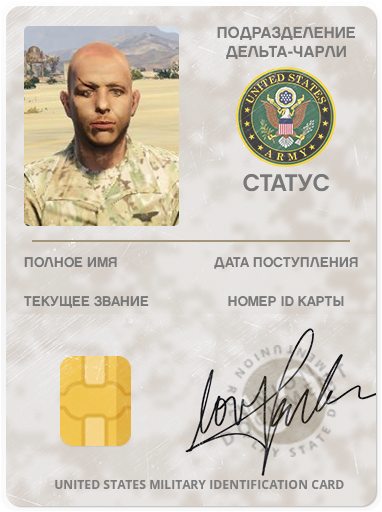 ПОДРАЗДЕЛЕНИЕ
ДЕЛЬТА-ЧАРЛИ
UNITED STATES
ARMY
СТАТУС
ПОЛНОЕ ИМЯ
ДАТА ПОСТУПЛЕНИЯ
ТЕКУЩЕЕ ЗВАНИЕ
НОМЕР ID КАРТЫ
UNITED STATES MILITARY IDENTIFICATION CARD